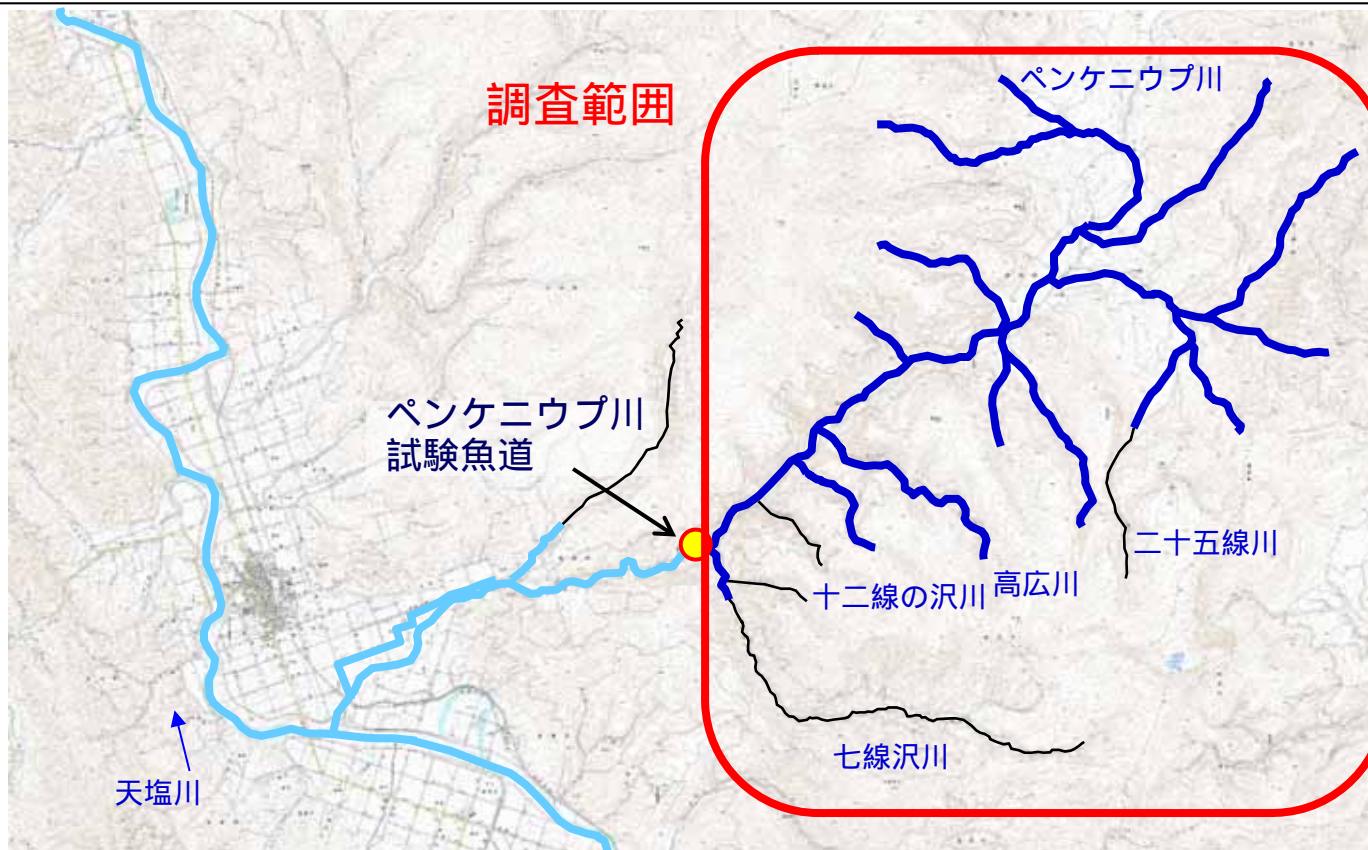 調査範囲
ペンケニウプ川
ペンケニウプ川
試験魚道
二十五線川
十二線の沢川
高広川
七線沢川
天塩川